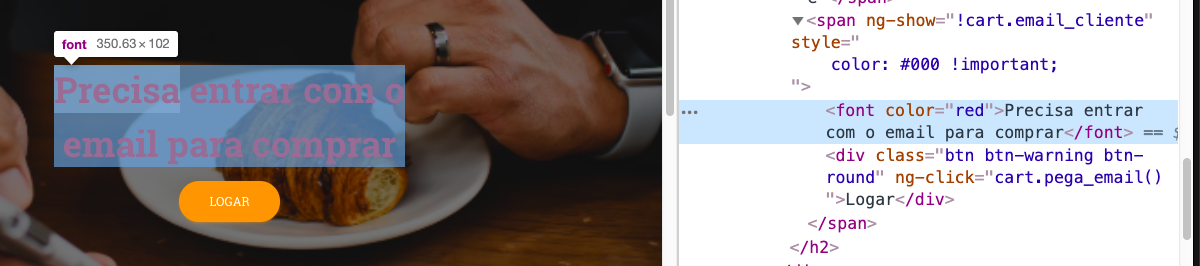 font 350.63 × 102
Precisa entrar com o
email para comprar
LOGAR
</span>
▼<span ng-show="!cart.email_cliente"
style="
color: #000 !important;
">
… <font color="red">Precisa entrar
com o email para comprar</font> == $
<div class="btn btn-warning btn-
round" ng-click="cart.pega_email()
">Logar</div>
</span>
</h2>